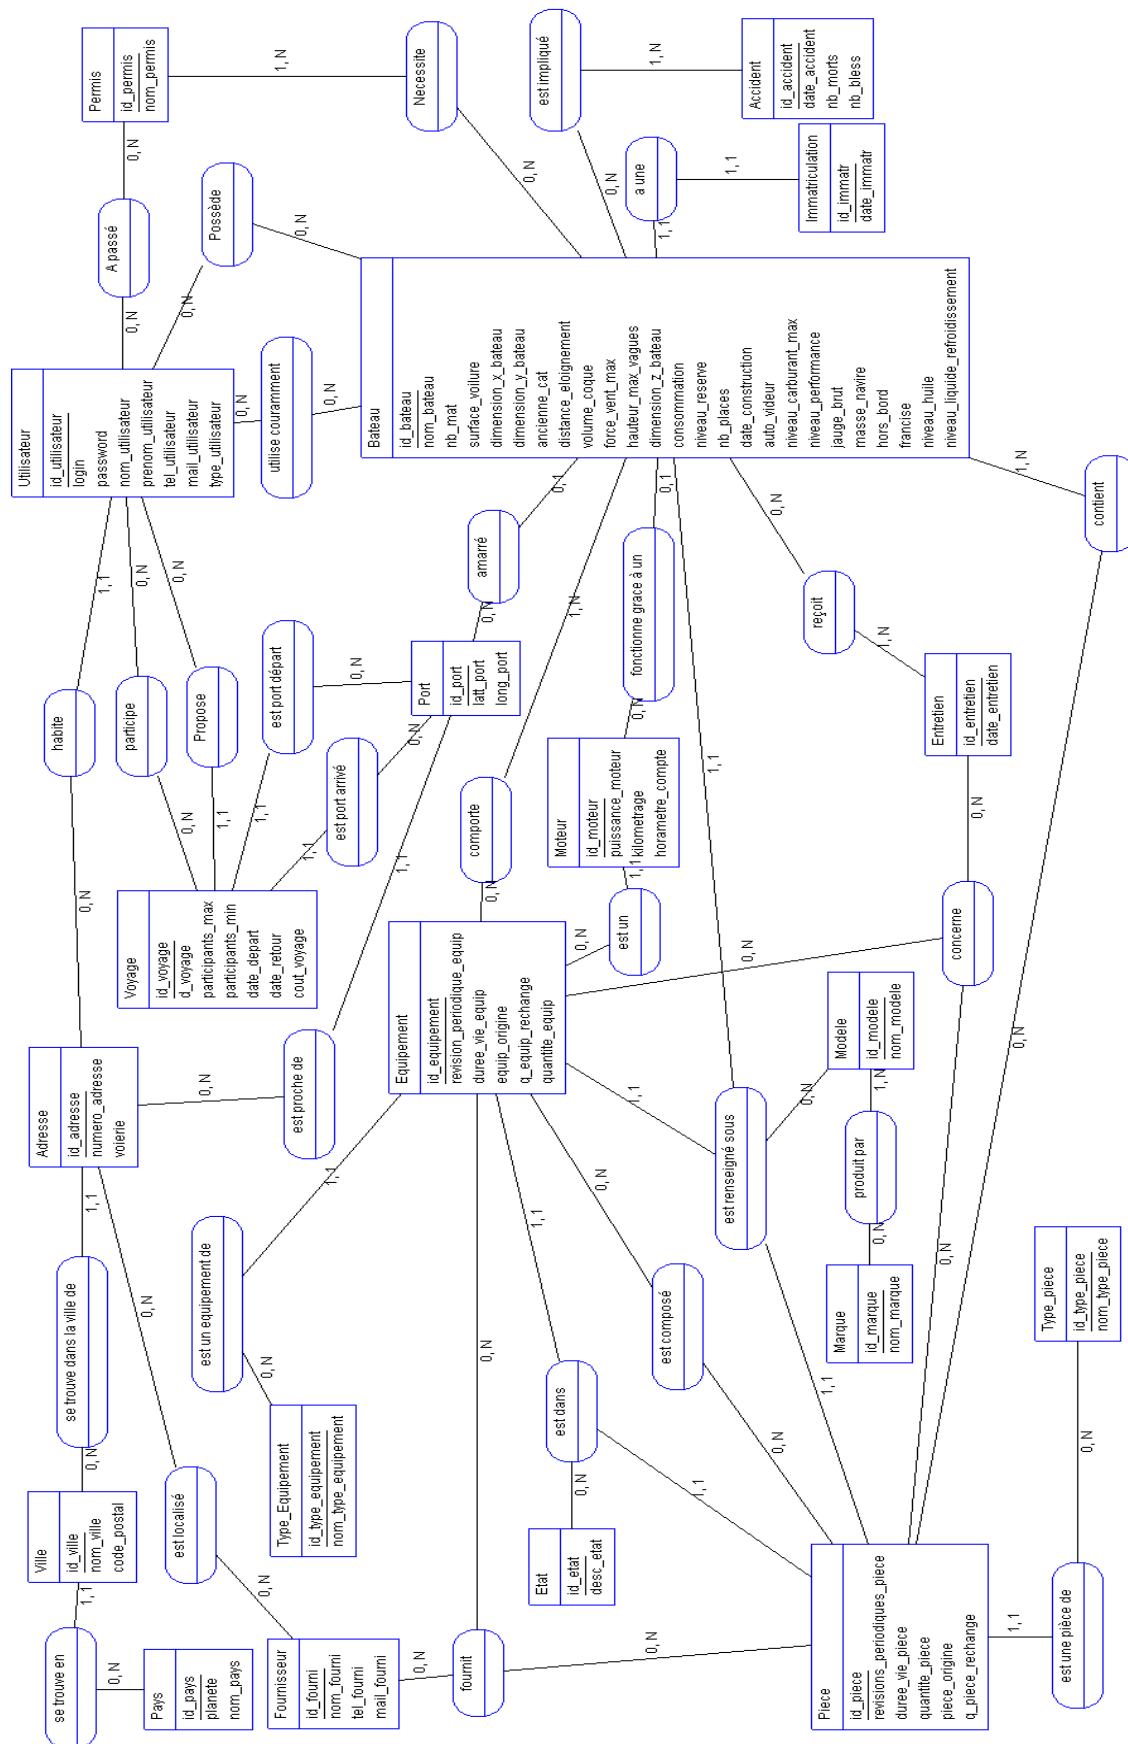 se trouve en
1,1
0,N
Pays
id_pays
planete
nom_pays
Ville
id_ville
nom_ville
code_postal
0,N
se trouve dans la ville de
1,1
Adresse
id_adresse
numero_adresse
voierie
0,N
habite
1,1
Utilisateur
id_utilisateur
login
password
nom_utilisateur
prenom_utilisateur
tel_utilisateur
mail_utilisateur
type_utilisateur
0,N
A passé
0,N
Permis
id_permis
nom_permis
1,N
Necessite
0,N
est localisé
0,N
0,N
Fournisseur
id_fourni
nom_fourni
tel_fourni
mail_fourni
0,N
fournit
0,N
0,N
est un equipement de
1,1
0,N
Type_Equipement
id_type_equipement
nom_type_equipement
est proche de
0,N
1,1
Voyage
id_voyage
d_voyage
participants_max
participants_min
date_depart
date_retour
cout_voyage
participe
0,N
0,N
Propose
0,N
1,1
est port départ
1,1
0,N
est port arrivé
1,1
0,N
Port
id_port
latt_port
long_port
0,N
amarré
0,1
Possède
0,N
0,N
utilise couramment
0,N
0,N
Bateau
id_bateau
nom_bateau
nb_mat
surface_voilure
dimension_x_bateau
dimension_y_bateau
ancienne_cat
distance_eloignement
volume_coque
force_vent_max
hauteur_max_vagues
dimension_z_bateau
consommation
niveau_reserve
nb_places
date_construction
auto_videur
niveau_carburant_max
niveau_performance
jauge_brut
masse_navire
hors_bord
francise
niveau_huile
niveau_liquide_refroidissement
est impliqué
0,N
1,N
Accident
id_accident
date_accident
nb_morts
nb_bless
a une
1,1
1,1
Immatriculation
id_immatr
date_immatr
Equipement
id_equipement
revision_periodique_equip
duree_vie_equip
equip_origine
q_equip_rechange
quantite_equip
0,N
comporte
1,N
Moteur
id_moteur
puissance_moteur
kilometrage
horametre_compte
0,N
fonctionne grace à un
0,1
est un
0,N
1,1
Etat
id_etat
desc_etat
0,N
est dans
1,1
1,1
est composé
0,N
0,N
est renseigné sous
1,1
1,1
1,1
0,N
Modele
id_modele
nom_modele
1,N
produit par
0,N
Marque
id_marque
nom_marque
reçoit
0,N
1,N
Entretien
id_entretien
date_entretien
0,N
concerne
0,N
0,N
contient
1,N
0,N
Piece
id_piece
revisions_periodiques_piece
duree_vie_piece
quantite_piece
piece_origine
q_piece_rechange
1,1
est une pièce de
0,N
Type_piece
id_type_piece
nom_type_piece